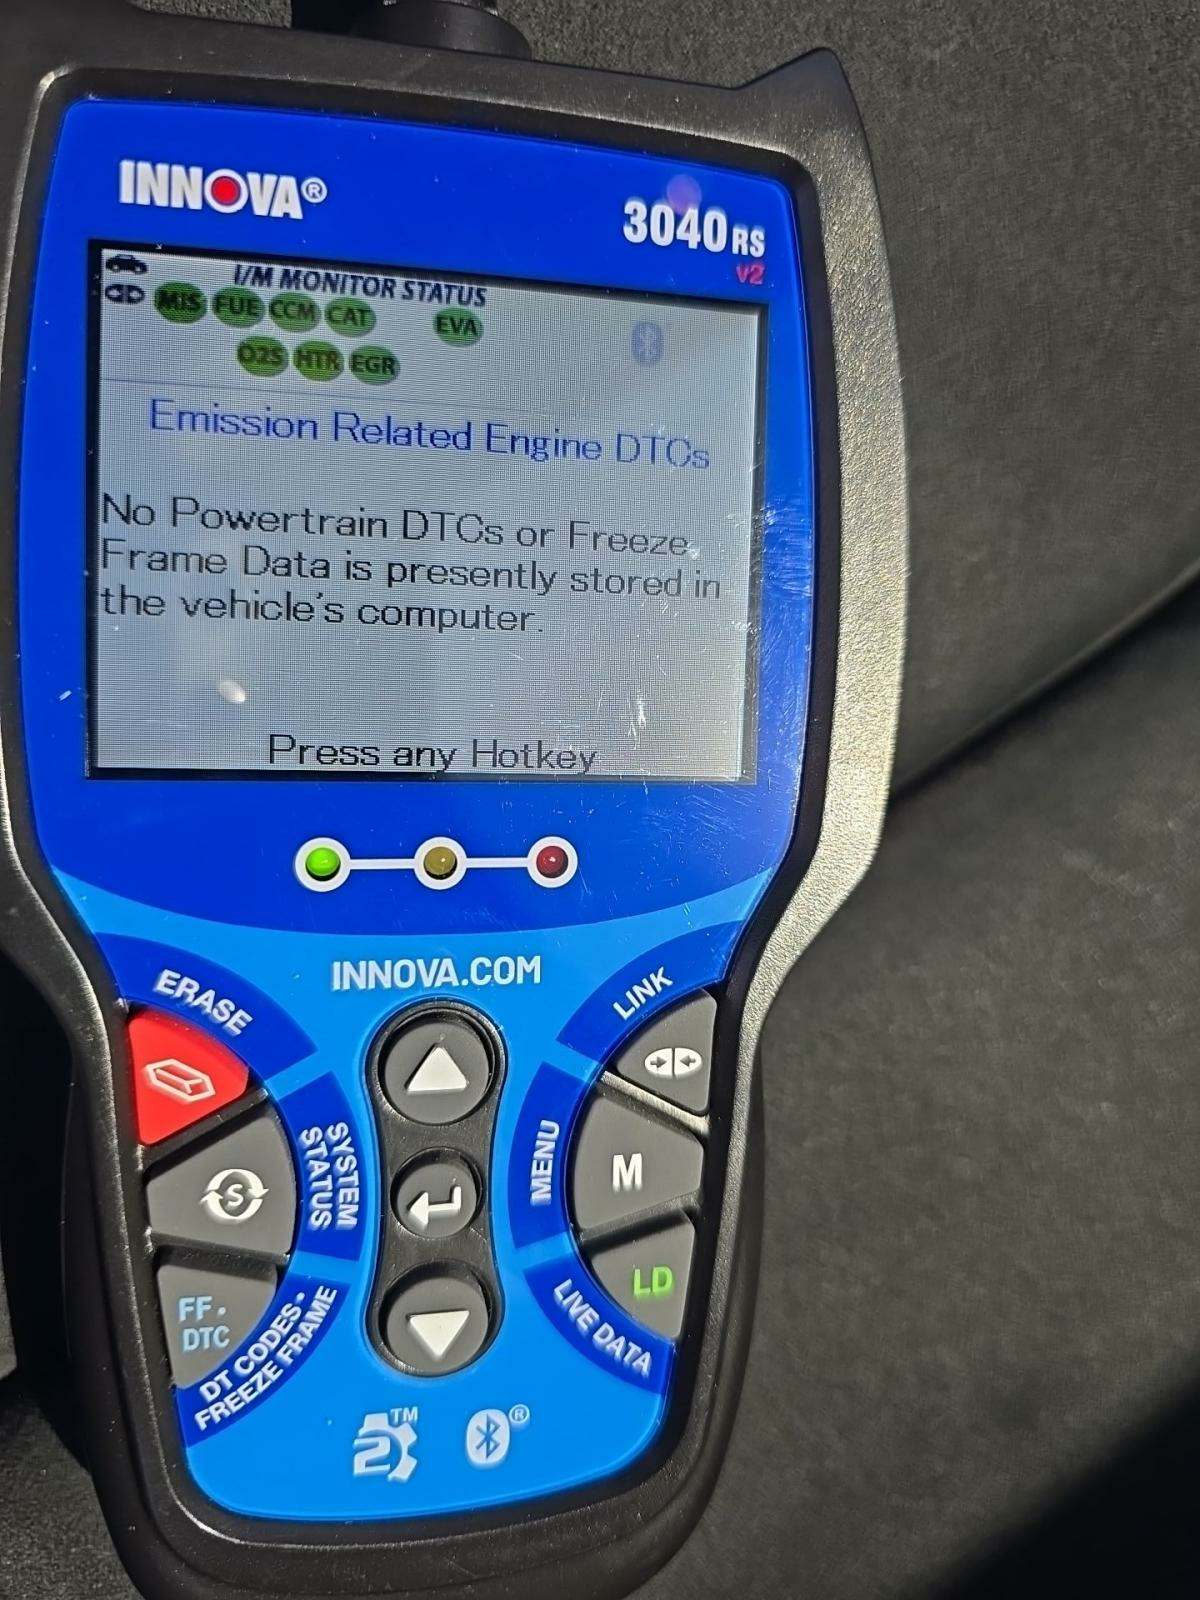 INNOVA®
3040RS
v2
I/M MONITOR STATUS
MIS FUE CCM CAT EVA
O2S HTR EGR
Emission Related Engine DTCs
No Powertrain DTCs or Freeze
Frame Data is presently stored in
the vehicle's computer.
Press any Hotkey
INNOVA.COM
ERASE
LINK
SYSTEM
STATUS
S
MENU
M
FF·
DTC
DT CODES·
FREEZE FRAME
LD
LIVE DATA
2™
®